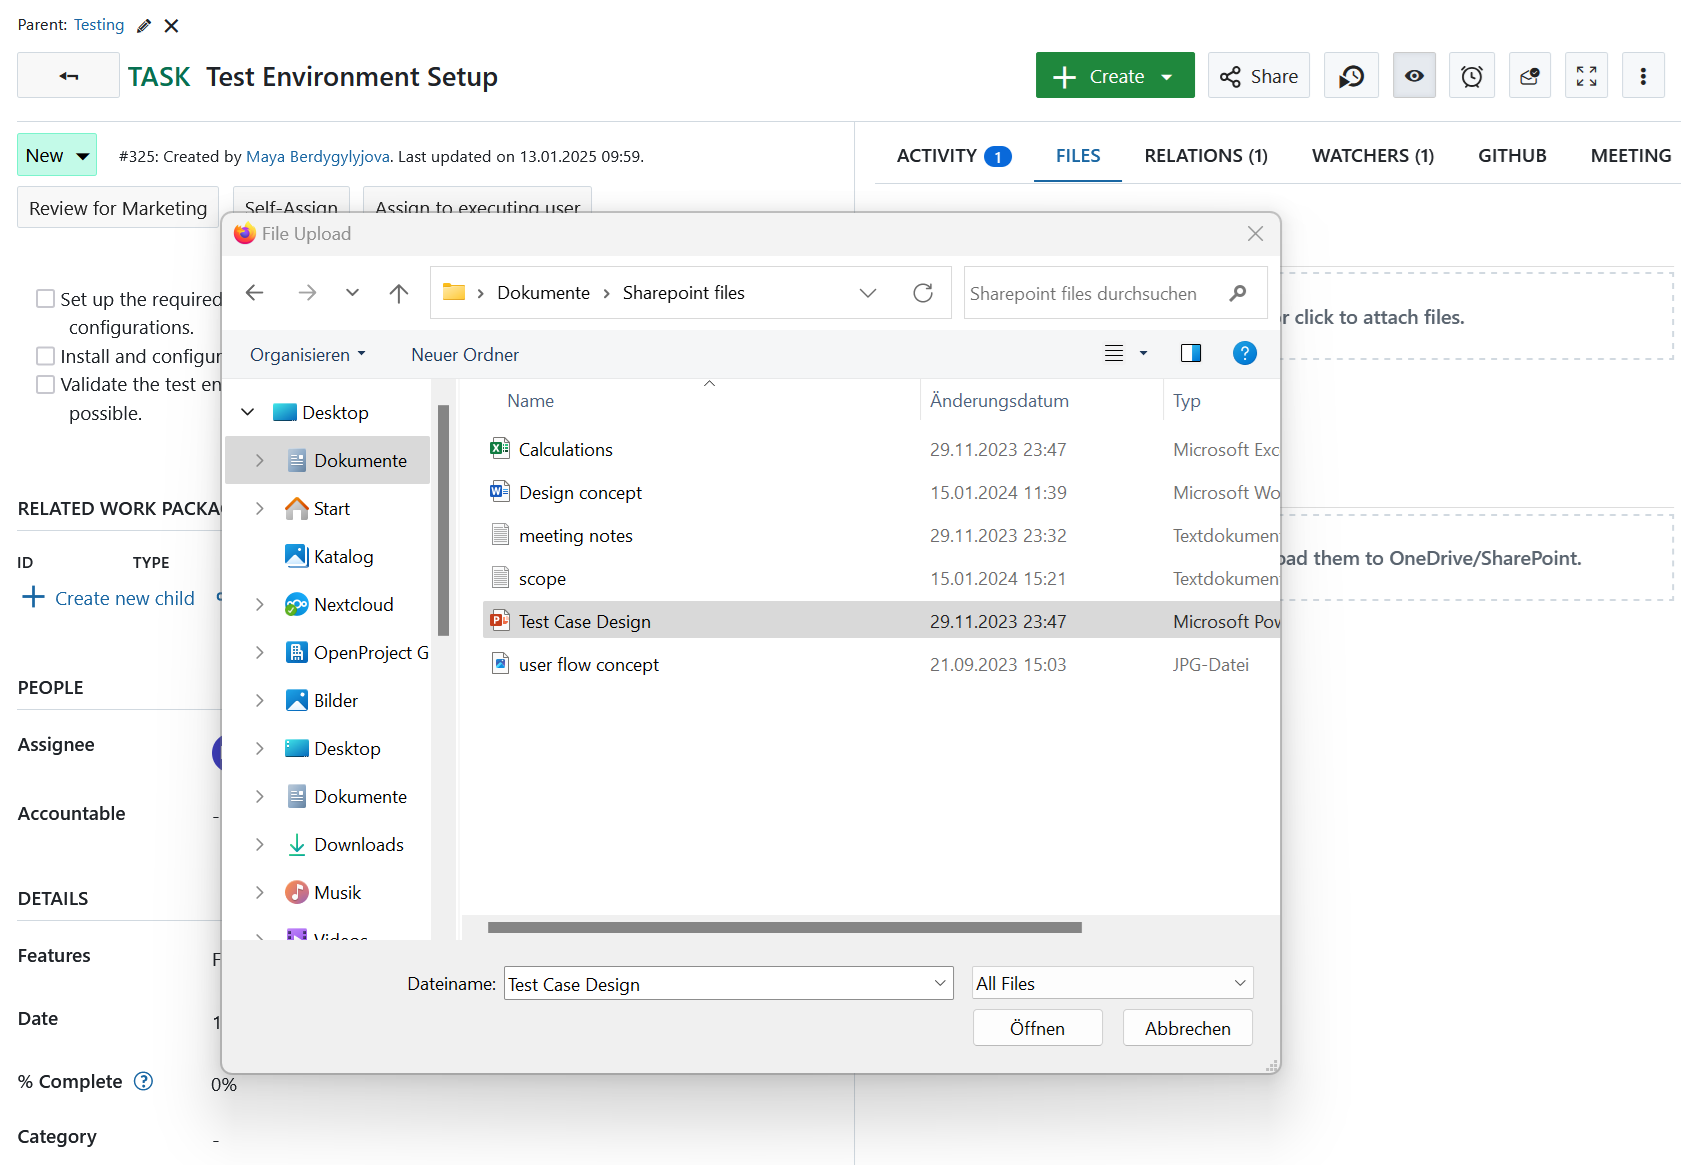 Parent: Testing
TASK Test Environment Setup
Create
Share
New
#325: Created by Maya Berdygylyjova. Last updated on 13.01.2025 09:59.
ACTIVITY 1
FILES
RELATIONS (1)
WATCHERS (1)
GITHUB
MEETING
Review for Marketing
Self-Assign
Assign to executing user
File Upload
Dokumente
Sharepoint files
Sharepoint files durchsuchen
Organisieren
Neuer Ordner
Set up the required
configurations.
Install and configur
Validate the test en
possible.
r click to attach files.
Desktop
Dokumente
Start
Katalog
Nextcloud
OpenProject G
Bilder
Desktop
Dokumente
Downloads
Musik
Videos
Name Änderungsdatum Typ
Calculations 29.11.2023 23:47 Microsoft Exc
Design concept 15.01.2024 11:39 Microsoft Wo
meeting notes 29.11.2023 23:32 Textdokumen
scope 15.01.2024 15:21 Textdokumen
Test Case Design 29.11.2023 23:47 Microsoft Pow
user flow concept 21.09.2023 15:03 JPG-Datei
oad them to OneDrive/SharePoint.
RELATED WORK PACKA
ID TYPE
Create new child
PEOPLE
Assignee
Accountable -
DETAILS
Features F
Date 1
% Complete 0%
Category -
Dateiname: Test Case Design
All Files
Öffnen
Abbrechen